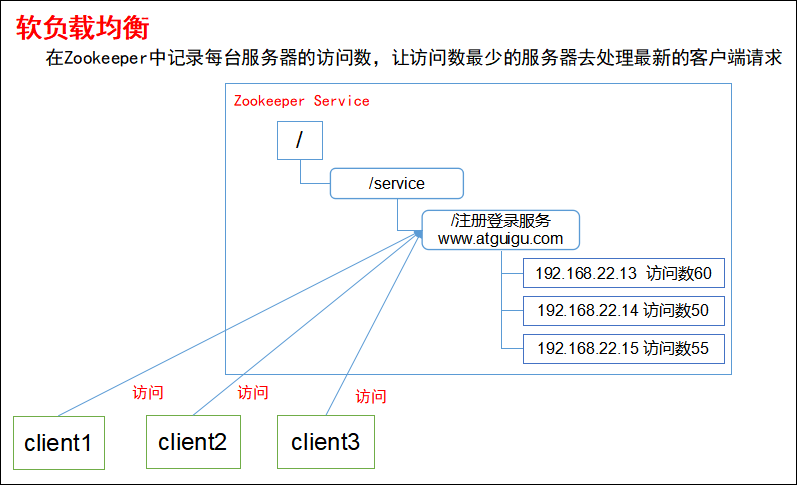 软负载均衡
在Zookeeper中记录每台服务器的访问数，让访问数最少的服务器去处理最新的客户端请求
Zookeeper Service
/
/service
/注册登录服务
www.atguigu.com
192.168.22.13 访问数60
192.168.22.14 访问数50
192.168.22.15 访问数55
访问
访问
访问
client1
client2
client3